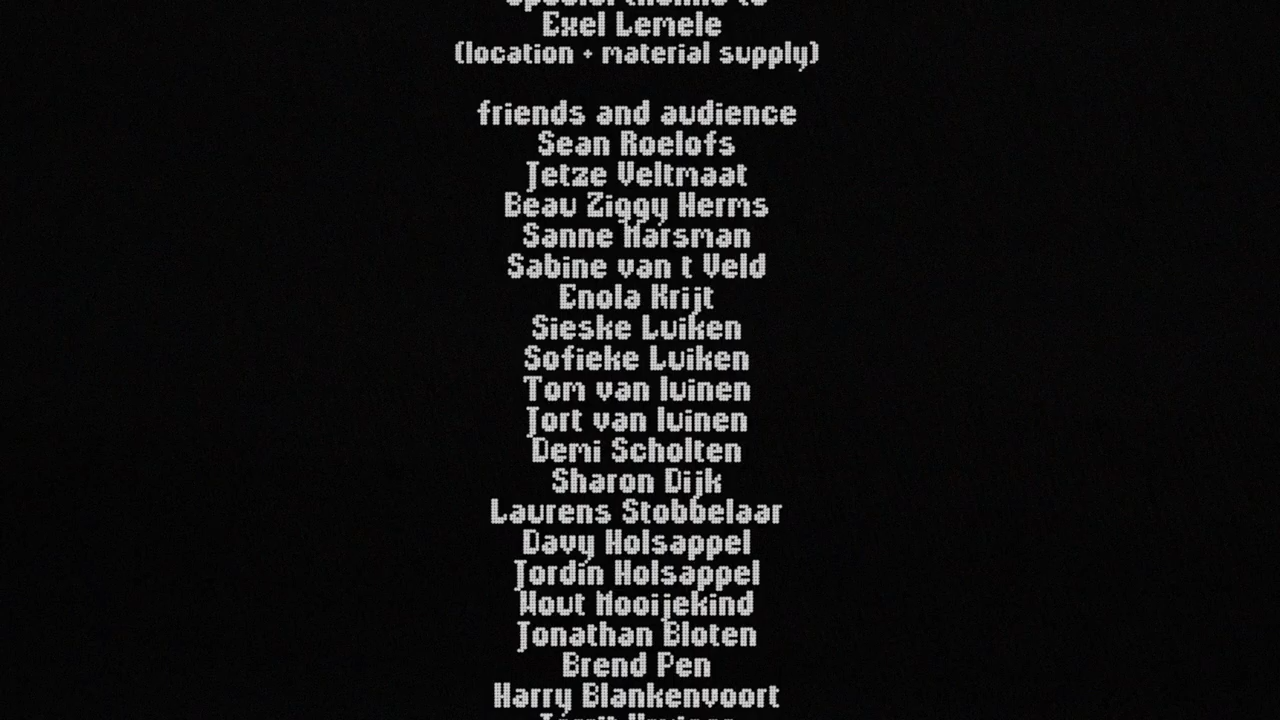 Exel Lemele
(location + material supply)
friends and audience
Sean Roelofs
Jetze Veltmaat
Beau Ziggy Herms
Sanne Harsman
Sabine van t Veld
Enola Krijt
Sieske Luiken
Sofieke Luiken
Tom van luinen
Jort van luinen
Demi Scholten
Sharon Dijk
Laurens Stobbelaar
Davy Holsappel
Jordin Holsappel
Wout Mooijekind
Jonathan Bloten
Brend Pen
Harry Blankenvoort